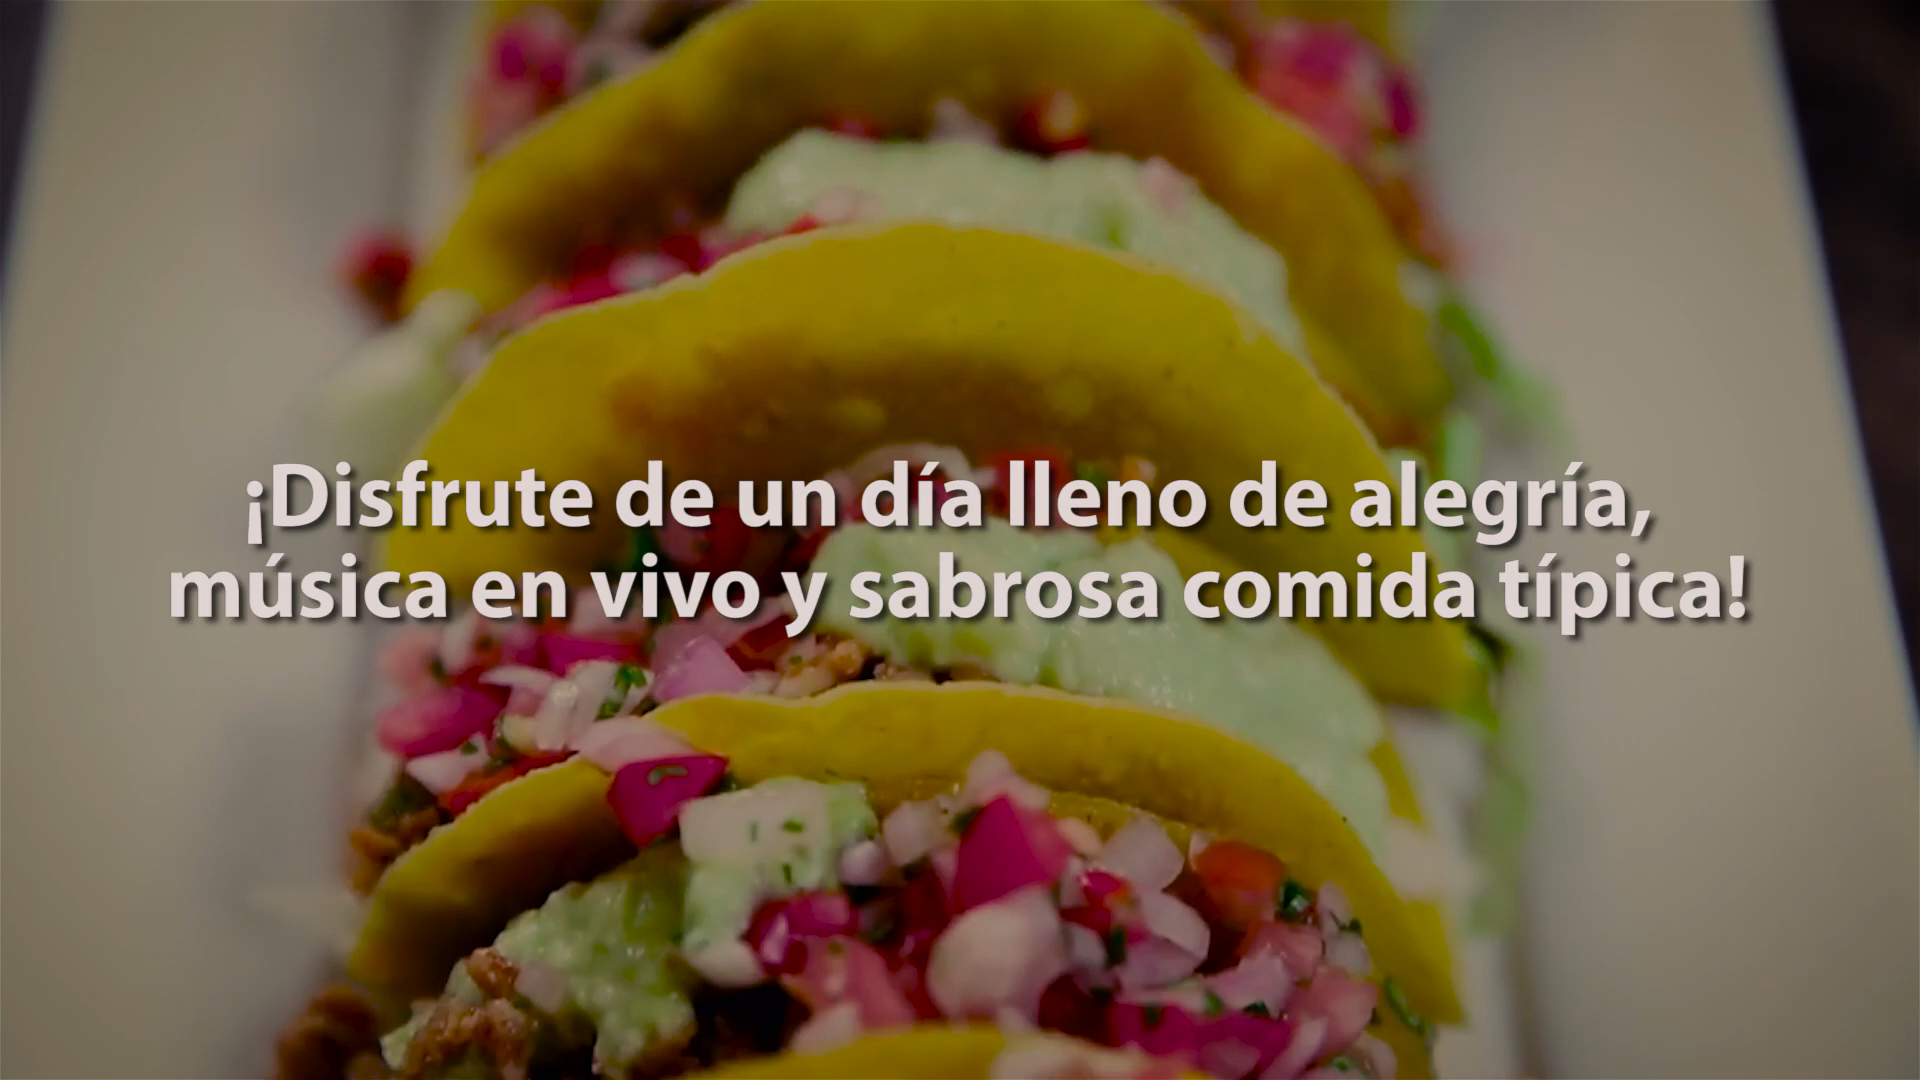 ¡Disfrute de un día lleno de alegría,
música en vivo y sabrosa comida típica!